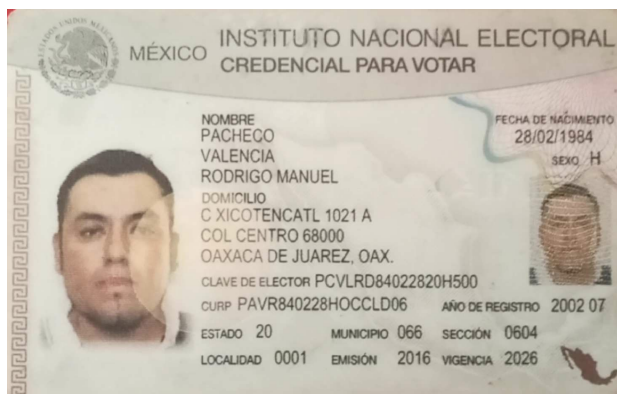 MÉXICO
INSTITUTO NACIONAL ELECTORAL
CREDENCIAL PARA VOTAR
NOMBRE
PACHECO
VALENCIA
RODRIGO MANUEL
FECHA DE NACIMIENTO
28/02/1984
SEXO H
DOMICILIO
C XICOTENCATL 1021 A
COL CENTRO 68000
OAXACA DE JUAREZ, OAX.
CLAVE DE ELECTOR PCVLRD84022820H500
CURP PAVR840228HOCCLD06 AÑO DE REGISTRO 2002 07
ESTADO 20 MUNICIPIO 066 SECCIÓN 0604
LOCALIDAD 0001 EMISIÓN 2016 VIGENCIA 2026